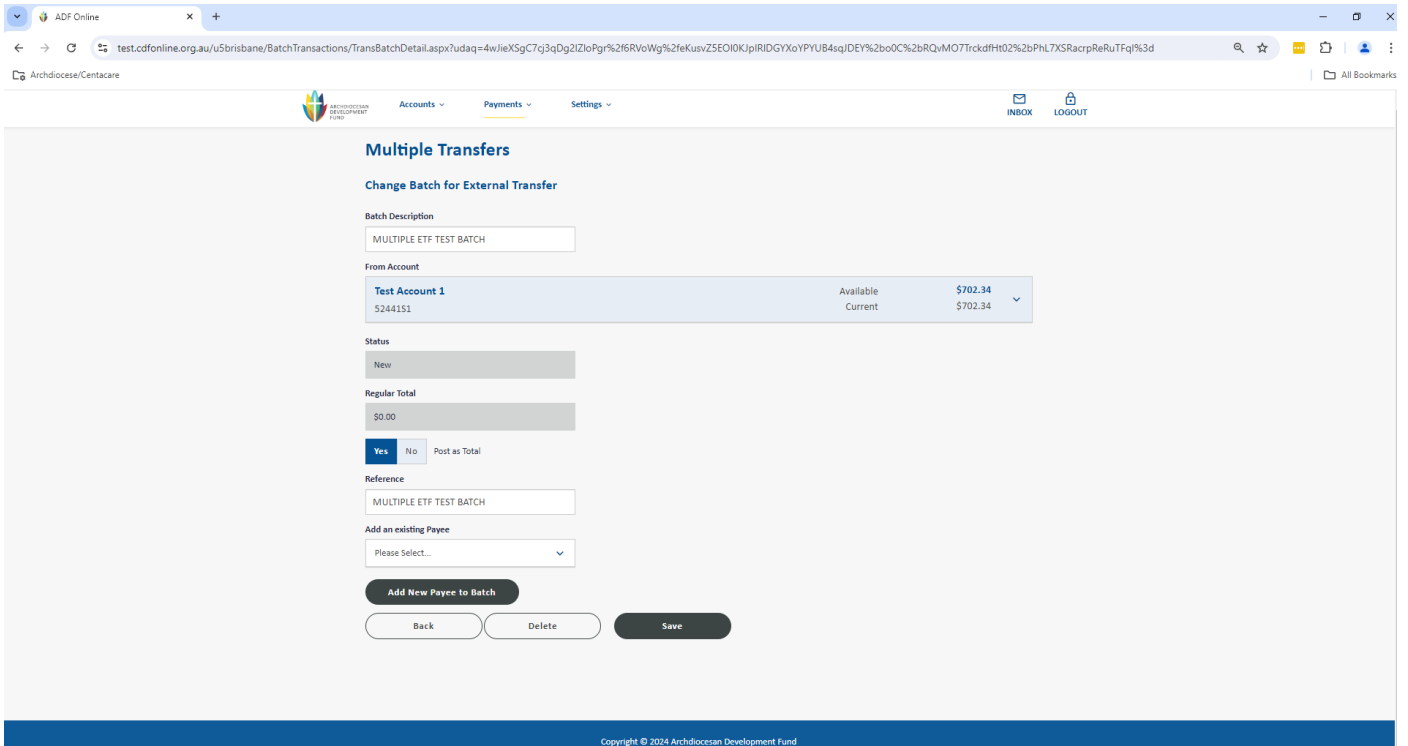 ADF Online
test.cdfonline.org.au/u5brisbane/BatchTransactions/TransBatchDetail.aspx?udaq=4wJieXSgC7cj3qDg2lZloPgr%2f6RVoWg%2feKusvZ5EOl0KJpIRIDGYXoYPYUB4sqJDEY%2bo0C%2bRQvMO7TrckdfHt02%2bPhL7XSRacrpReRuTFqI%3d
Archdiocese/Centacare
All Bookmarks
ARCHDIOCESAN
DEVELOPMENT
FUND
Accounts
Payments
Settings
INBOX
LOGOUT
Multiple Transfers
Change Batch for External Transfer
Batch Description
MULTIPLE ETF TEST BATCH
From Account
Test Account 1
Available
$702.34
52441S1
Current
$702.34
Status
New
Regular Total
$0.00
Yes
No
Post as Total
Reference
MULTIPLE ETF TEST BATCH
Add an existing Payee
Please Select...
Add New Payee to Batch
Back
Delete
Save
Copyright © 2024 Archdiocesan Development Fund